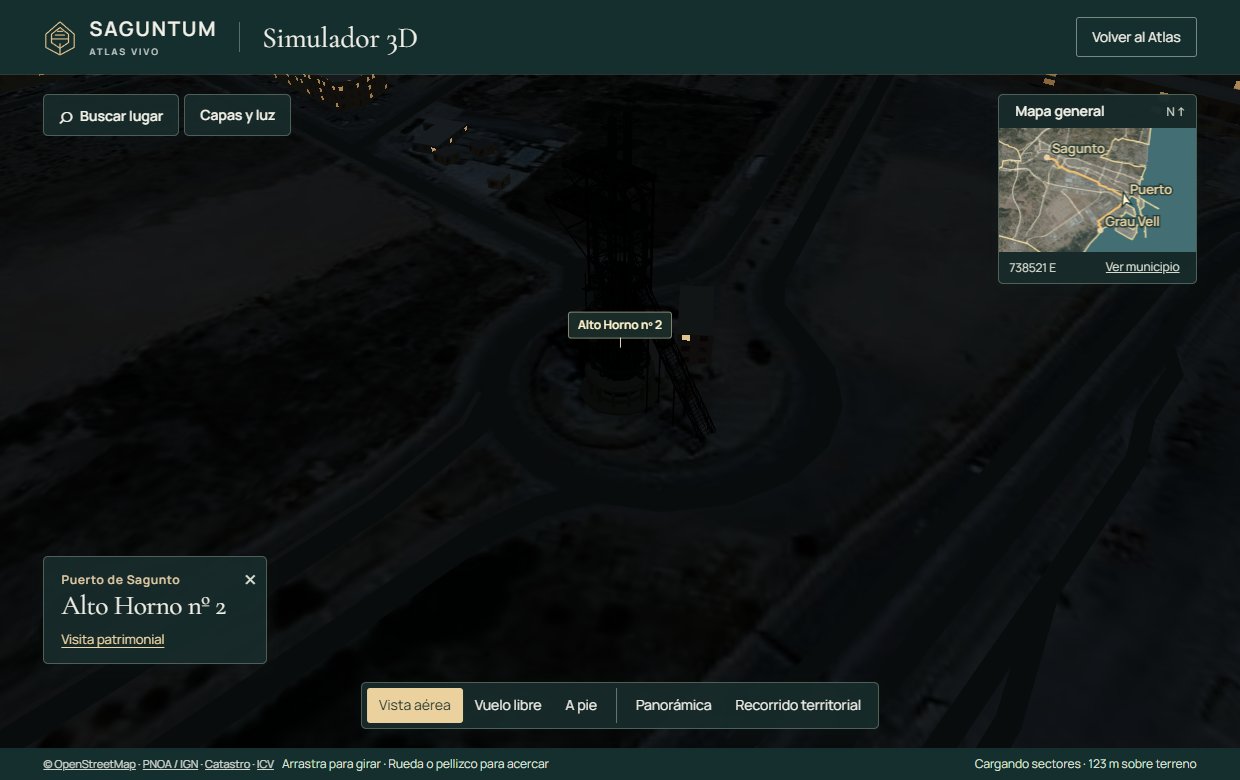 SAGUNTUM
ATLAS VIVO
Simulador 3D
Volver al Atlas
Buscar lugar
Capas y luz
Mapa general
N↑
Sagunto
Puerto
Grau Vell
738521 E
Ver municipio
Alto Horno nº 2
Puerto de Sagunto
Alto Horno nº 2
Visita patrimonial
Vista aérea
Vuelo libre
A pie
Panorámica
Recorrido territorial
© OpenStreetMap · PNOA / IGN · Catastro · ICV Arrastra para girar · Rueda o pellizco para acercar
Cargando sectores · 123 m sobre terreno